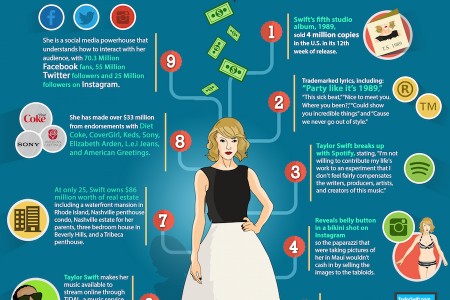 1
Swift's fifth studio
album, 1989,
sold 4 million copies
in the U.S. in its 12th
week of release.
2
Trademarked lyrics, including:
"Party like it's 1989,"
"This sick beat," "Nice to meet you.
Where you been?," "Could show
you incredible things" and "Cause
we never go out of style."
®
TM
3
Taylor Swift breaks up
with Spotify, stating, "I'm not
willing to contribute my life's
work to an experiment that I
don't feel fairly compensates
the writers, producers, artists,
and creators of this music."
4
Reveals belly button
in a bikini shot on
Instagram
so the paparazzi that
were taking pictures of
her in Maui wouldn't
cash in by selling the
images to the tabloids.
7
At only 25, Swift owns $86
million worth of real estate
including a waterfront mansion in
Rhode Island, Nashville penthouse
condo, Nashville estate for her
parents, three bedroom house in
Beverly Hills, and a Tribeca
penthouse.
8
She has made over $33 million
from endorsements with Diet
Coke, CoverGirl, Keds, Sony,
Elizabeth Arden, L.e.i Jeans,
and American Greetings.
Coke
SONY
9
She is a social media powerhouse that
understands how to interact with her
audience, with 70.3 Million
Facebook fans, 55 Million
Twitter followers and 25 Million
followers on Instagram.
Taylor Swift makes her
music available to
stream online through